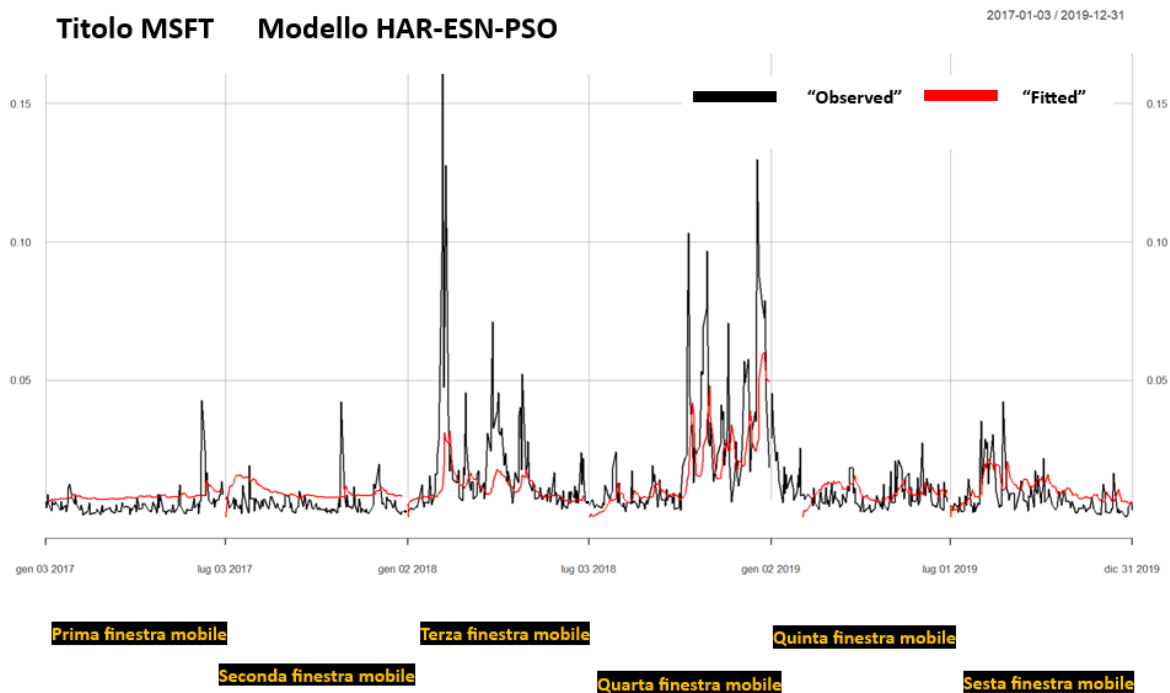 Titolo MSFT Modello HAR-ESN-PSO
2017-01-03 / 2019-12-31
“Observed” “Fitted”
0.15 0.15
0.10 0.10
0.05 0.05
gen 03 2017 lug 03 2017 gen 02 2018 lug 03 2018 gen 02 2019 lug 01 2019 dic 31 2019
Prima finestra mobile Terza finestra mobile Quinta finestra mobile
Seconda finestra mobile Quarta finestra mobile Sesta finestra mobile